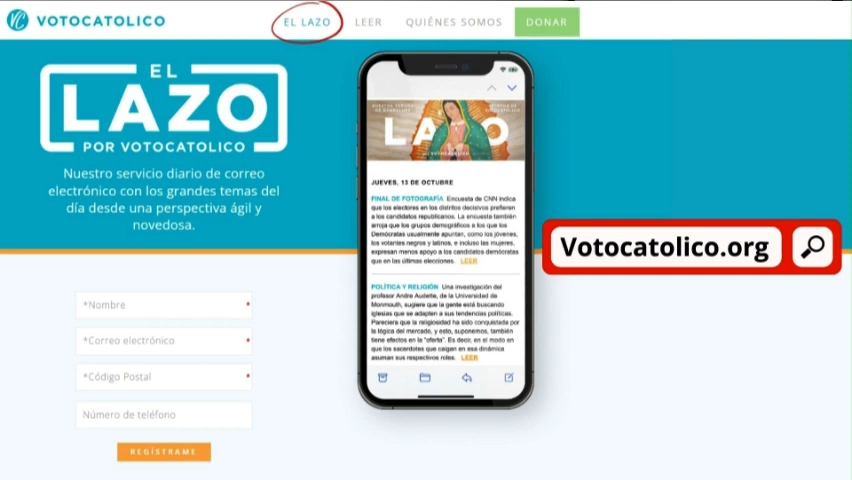 VOTOCATOLICO
EL LAZO
LEER
QUIÉNES SOMOS
DONAR
EL
LAZO
POR VOTOCATOLICO
Nuestro servicio diario de correo
electrónico con los grandes temas del
día desde una perspectiva ágil y
novedosa.
*Nombre *
*Correo electrónico *
*Código Postal *
Número de teléfono
REGÍSTRAME
LAZO
JUEVES, 13 DE OCTUBRE
FINAL DE FOTOGRAFÍA Encuesta de CNN indica
que los electores en los distritos decisivos prefieren
a los candidatos republicanos. La encuesta también
arroja que los grupos demográficos a los que los
Demócratas usualmente apuntan, como los jóvenes,
los votantes negros y latinos, e incluso las mujeres,
expresan menos apoyo a los candidatos demócratas
que en las últimas elecciones. LEER
POLÍTICA Y RELIGIÓN Una investigación del
profesor Andre Audette, de la Universidad de
Monmouth, sugiere que la gente está buscando
iglesias que se adapten a sus tendencias políticas.
Pareciera que la religiosidad ha sido conquistada por
la lógica del mercado, y esto, suponemos, también
tiene efectos en la "oferta". Es decir, en el modo en
que los sacerdotes que caigan en esa dinámica
asuman sus respectivos roles. LEER
Votocatolico.org